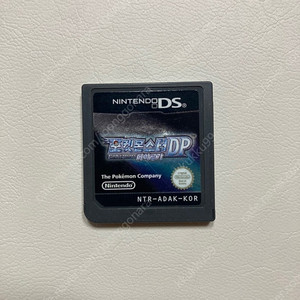 NINTENDO DS
포켓몬스터DP
The Pokémon Company
Nintendo
NTR-ADAK-KOR